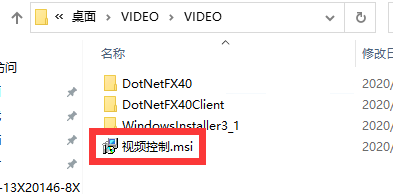 « 桌面 > VIDEO > VIDEO
名称
修改日
访问
DotNetFX40
2020/
DotNetFX40Client
2020/
WindowsInstaller3_1
2020/
视频控制.msi
2020/
-13X20146-8X